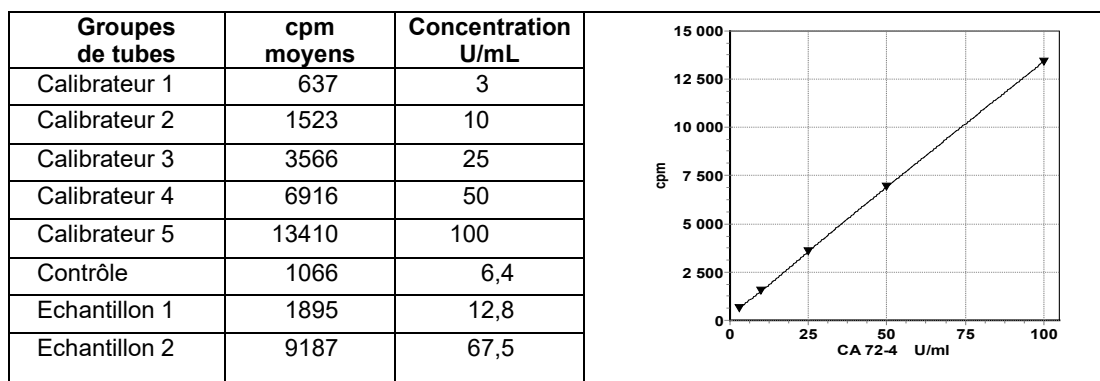 Groupes de tubes cpm moyens Concentration U/mL
Calibrateur 1 637 3
Calibrateur 2 1523 10
Calibrateur 3 3566 25
Calibrateur 4 6916 50
Calibrateur 5 13410 100
Contrôle 1066 6,4
Echantillon 1 1895 12,8
Echantillon 2 9187 67,5
15 000
12 500
10 000
7 500
5 000
2 500
0
cpm
0 25 50 75 100
CA 72-4 U/ml